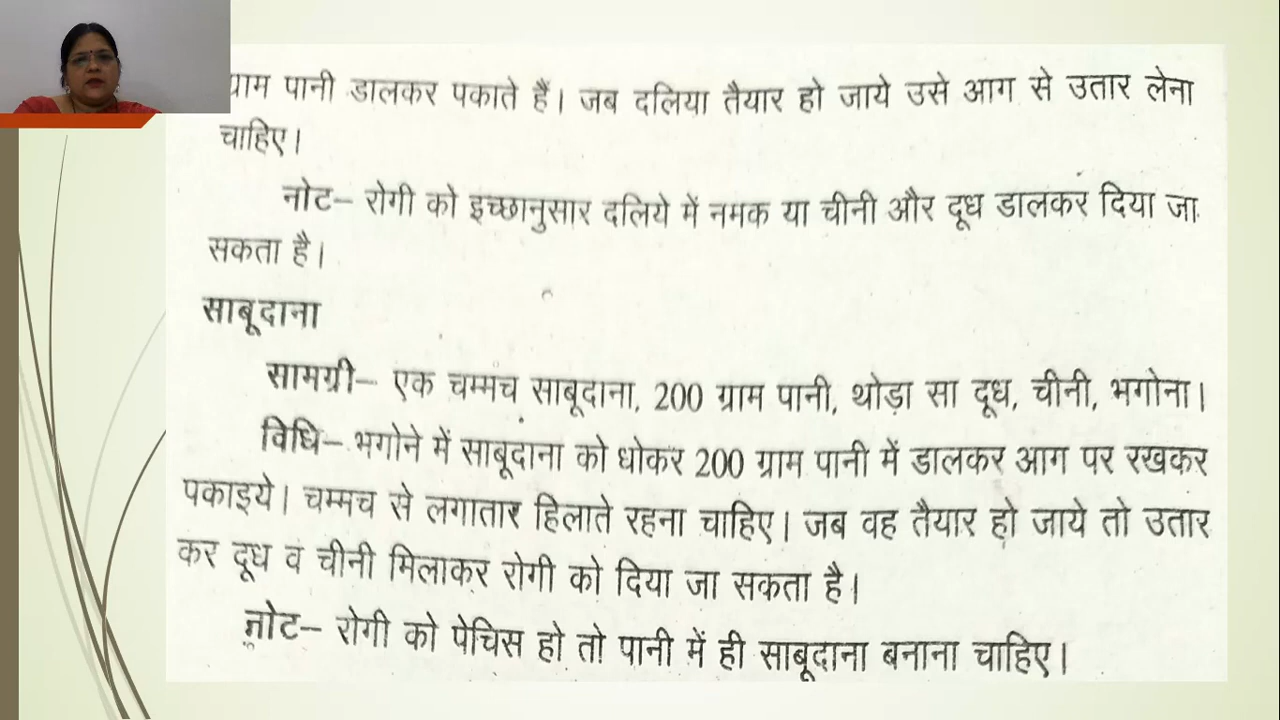 ग्राम पानी डालकर पकाते हैं। जब दलिया तैयार हो जाये उसे आग से उतार लेना
चाहिए।
नोट– रोगी को इच्छानुसार दलिये में नमक या चीनी और दूध डालकर दिया जा
सकता है।
साबूदाना
सामग्री– एक चम्मच साबूदाना, 200 ग्राम पानी, थोड़ा सा दूध, चीनी, भगोना।
विधि– भगोने में साबूदाना को धोकर 200 ग्राम पानी में डालकर आग पर रखकर
पकाइये। चम्मच से लगातार हिलाते रहना चाहिए। जब वह तैयार हो जाये तो उतार
कर दूध व चीनी मिलाकर रोगी को दिया जा सकता है।
नोट– रोगी को पेचिस हो तो पानी में ही साबूदाना बनाना चाहिए।